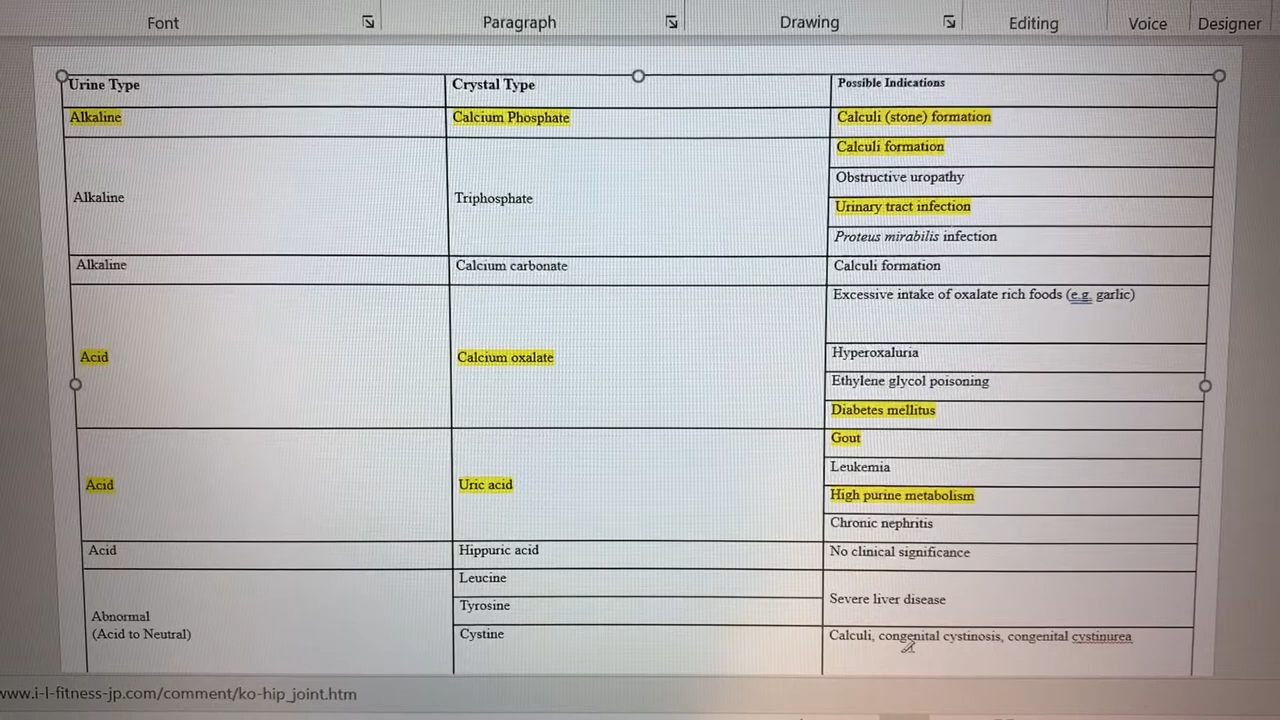 Font Paragraph Drawing Editing Voice Designer
Urine Type Crystal Type Possible Indications
Alkaline Calcium Phosphate Calculi (stone) formation
Calculi formation
Obstructive uropathy
Alkaline Triphosphate
Urinary tract infection
Proteus mirabilis infection
Alkaline Calcium carbonate Calculi formation
Excessive intake of oxalate rich foods (e.g. garlic)
Hyperoxaluria
Acid Calcium oxalate
Ethylene glycol poisoning
Diabetes mellitus
Gout
Leukemia
Acid Uric acid
High purine metabolism
Chronic nephritis
Acid Hippuric acid No clinical significance
Leucine
Severe liver disease
Tyrosine
Abnormal
(Acid to Neutral)
Cystine Calculi, congenital cystinosis, congenital cystinurea
www.i-l-fitness-jp.com/comment/ko-hip_joint.htm